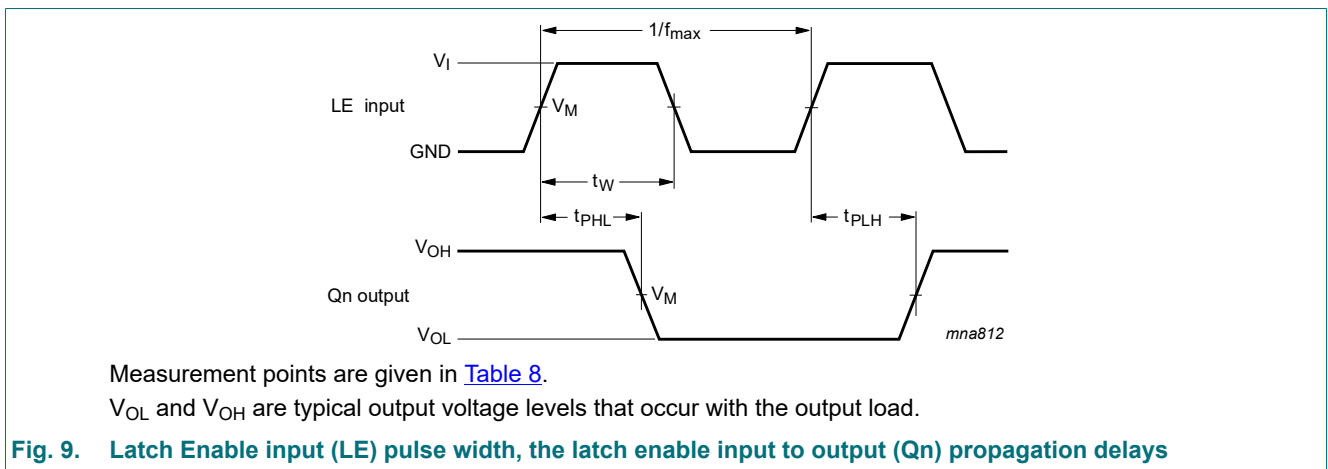 1/fmax
VI
LE input
VM
GND
tW
tPHL
tPLH
VOH
Qn output
VM
VOL
mna812
Measurement points are given in Table 8.
VOL and VOH are typical output voltage levels that occur with the output load.
Fig. 9. Latch Enable input (LE) pulse width, the latch enable input to output (Qn) propagation delays